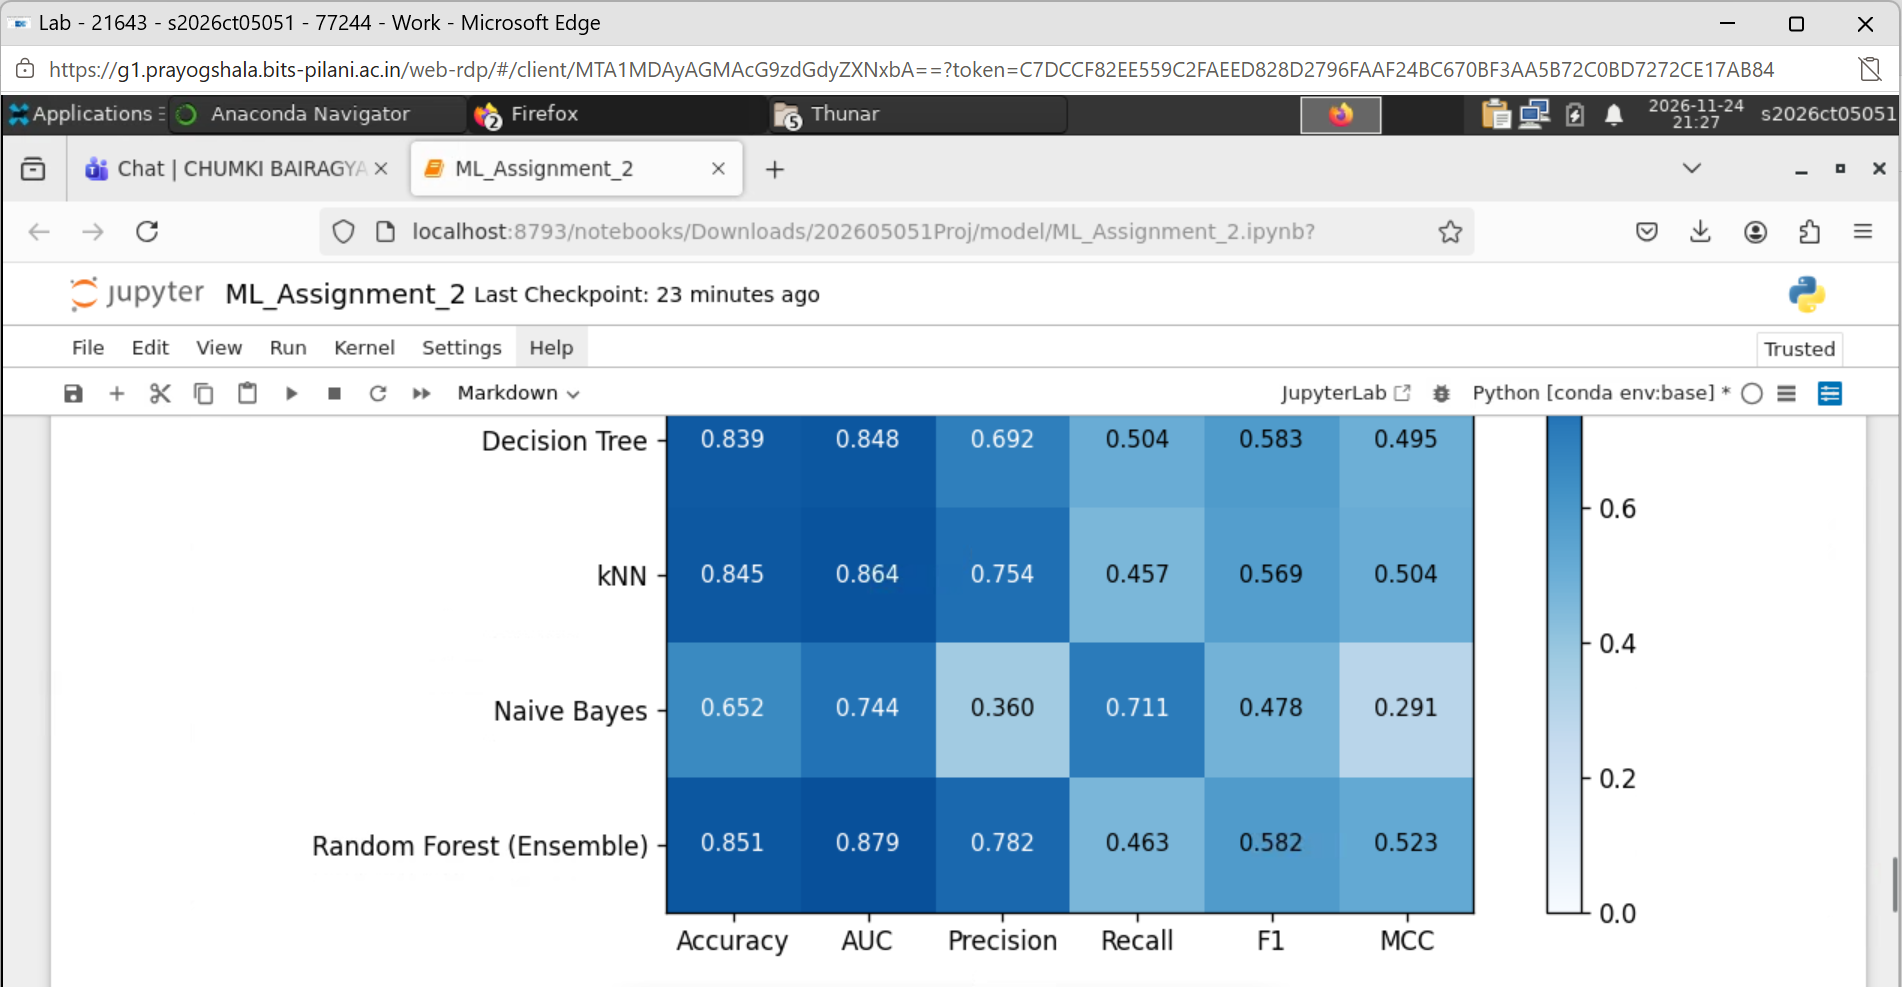 Lab - 21643 - s2026ct05051 - 77244 - Work - Microsoft Edge
https://g1.prayogshala.bits-pilani.ac.in/web-rdp/#/client/MTA1MDAyAGMAcG9zdGdyZXNxbA==?token=C7DCCF82EE559C2FAEED828D2796FAAF24BC670BF3AA5B72C0BD7272CE17AB84
Applications Anaconda Navigator 2 Firefox 5 Thunar 2026-11-24 21:27 s2026ct05051
Chat | CHUMKI BAIRAGYA ML_Assignment_2
localhost:8793/notebooks/Downloads/202605051Proj/model/ML_Assignment_2.ipynb?
jupyter ML_Assignment_2 Last Checkpoint: 23 minutes ago
File Edit View Run Kernel Settings Help Trusted
Markdown JupyterLab Python [conda env:base] *
Decision Tree 0.839 0.848 0.692 0.504 0.583 0.495
0.6
kNN 0.845 0.864 0.754 0.457 0.569 0.504
0.4
Naive Bayes 0.652 0.744 0.360 0.711 0.478 0.291
0.2
Random Forest (Ensemble) 0.851 0.879 0.782 0.463 0.582 0.523
0.0
Accuracy AUC Precision Recall F1 MCC